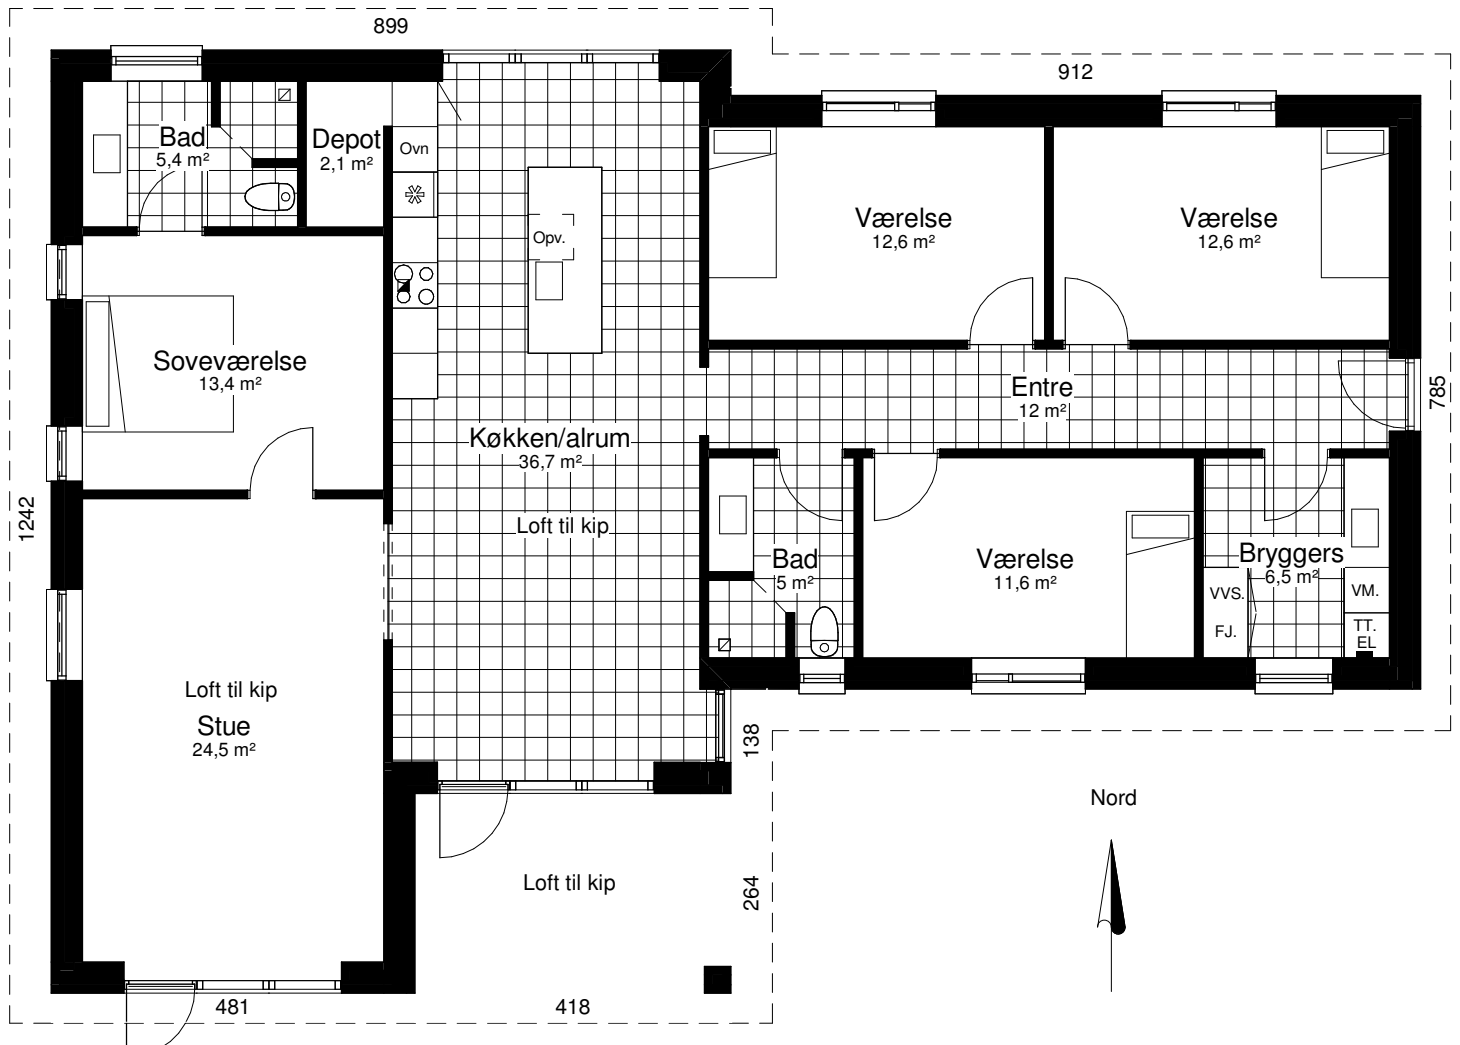 899
912
Bad
5,4 m²
Depot
2,1 m²
Ovn
Opv.
Værelse
12,6 m²
Værelse
12,6 m²
Soveværelse
13,4 m²
Entre
12 m²
785
Køkken/alrum
36,7 m²
Loft til kip
1242
Bad
5 m²
Værelse
11,6 m²
Bryggers
6,5 m²
VVS.
FJ.
VM.
TT.
EL
Loft til kip
Stue
24,5 m²
138
Nord
Loft til kip
264
481
418